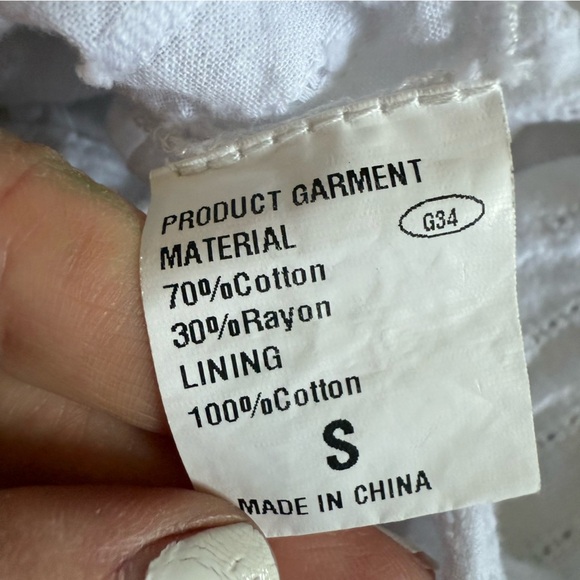 PRODUCT GARMENT
G34
MATERIAL
70%Cotton
30%Rayon
LINING
100%Cotton
S
MADE IN CHINA